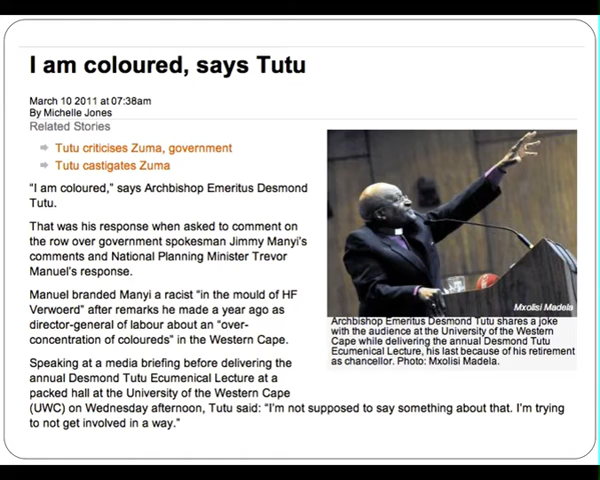 I am coloured, says Tutu
March 10 2011 at 07:38am
By Michelle Jones
Related Stories
Tutu criticises Zuma, government
Tutu castigates Zuma
“I am coloured,” says Archbishop Emeritus Desmond
Tutu.
That was his response when asked to comment on
the row over government spokesman Jimmy Manyi’s
comments and National Planning Minister Trevor
Manuel’s response.
Manuel branded Manyi a racist “in the mould of HF
Verwoerd” after remarks he made a year ago as
director-general of labour about an “over-
concentration of coloureds” in the Western Cape.
Speaking at a media briefing before delivering the
annual Desmond Tutu Ecumenical Lecture at a
packed hall at the University of the Western Cape
(UWC) on Wednesday afternoon, Tutu said: “I’m not supposed to say something about that. I’m trying
to not get involved in a way.”
Mxolisi Madela
Archbishop Emeritus Desmond Tutu shares a joke
with the audience at the University of the Western
Cape while delivering the annual Desmond Tutu
Ecumenical Lecture, his last because of his retirement
as chancellor. Photo: Mxolisi Madela.